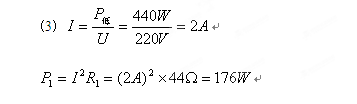 (3) I = P低/U = 440W/220V = 2A↵
P₁ = I²R₁ = (2A)² × 44Ω = 176W↵